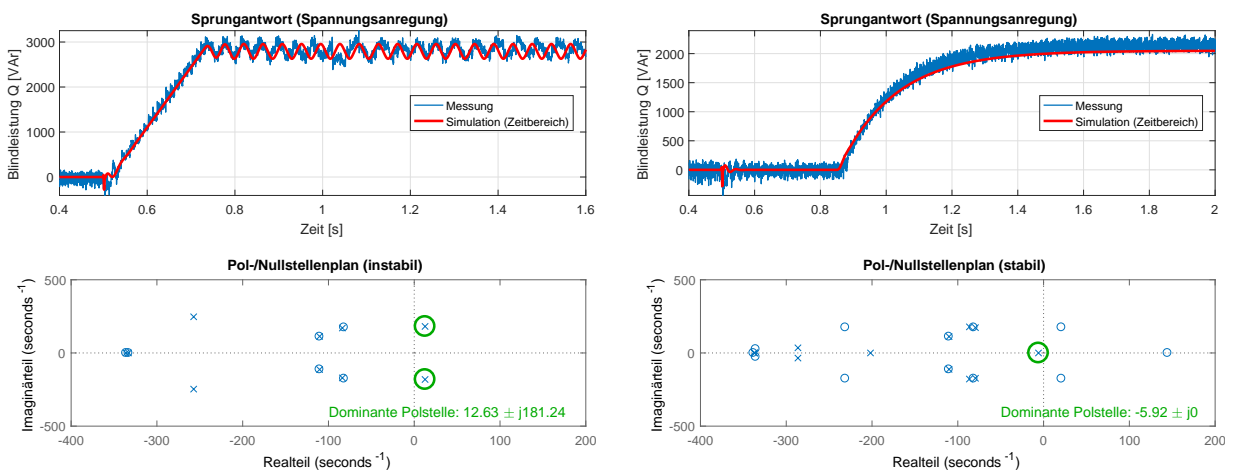 Sprungantwort (Spannungsanregung)
Blindleistung Q [VAr]
3000
2000
1000
0
Messung
Simulation (Zeitbereich)
0.4 0.6 0.8 1 1.2 1.4 1.6
Zeit [s]
Sprungantwort (Spannungsanregung)
Blindleistung Q [VAr]
2000
1500
1000
500
0
Messung
Simulation (Zeitbereich)
0.4 0.6 0.8 1 1.2 1.4 1.6 1.8 2
Zeit [s]
Pol-/Nullstellenplan (instabil)
Imaginärteil (seconds⁻¹)
500
0
-500
Dominante Polstelle: 12.63 ± j181.24
-400 -300 -200 -100 0 100 200
Realteil (seconds⁻¹)
Pol-/Nullstellenplan (stabil)
Imaginärteil (seconds⁻¹)
500
0
-500
Dominante Polstelle: -5.92 ± j0
-400 -300 -200 -100 0 100 200
Realteil (seconds⁻¹)